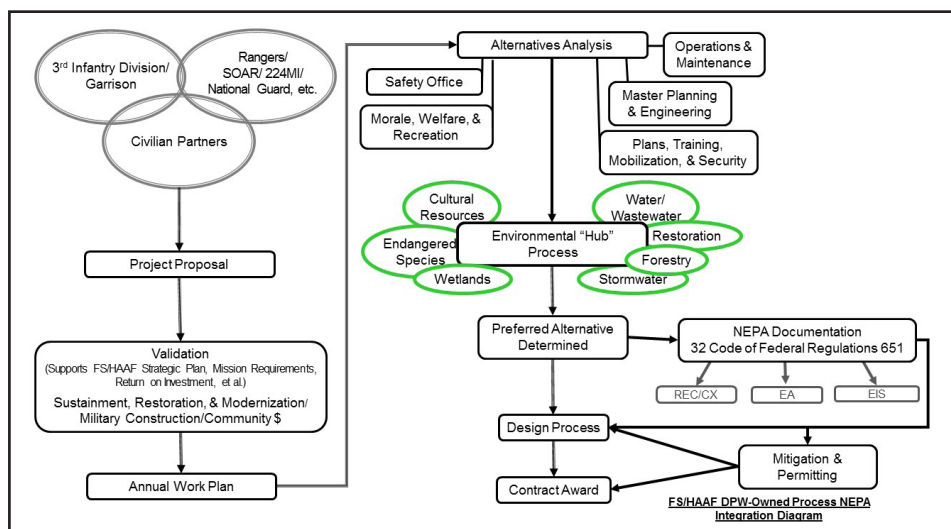 3rd Infantry Division/
Garrison
Rangers/
SOAR/ 224MI/
National Guard, etc.
Civilian Partners
Project Proposal
Validation
(Supports FS/HAAF Strategic Plan, Mission Requirements,
Return on Investment, et al.)
Sustainment, Restoration, & Modernization/
Military Construction/Community $
Annual Work Plan
Alternatives Analysis
Safety Office
Morale, Welfare, &
Recreation
Operations &
Maintenance
Master Planning
& Engineering
Plans, Training,
Mobilization, & Security
Cultural
Resources
Endangered
Species
Wetlands
Environmental “Hub”
Process
Water/
Wastewater
Restoration
Forestry
Stormwater
Preferred Alternative
Determined
NEPA Documentation
32 Code of Federal Regulations 651
REC/CX
EA
EIS
Design Process
Mitigation &
Permitting
Contract Award
FS/HAAF DPW-Owned Process NEPA
Integration Diagram